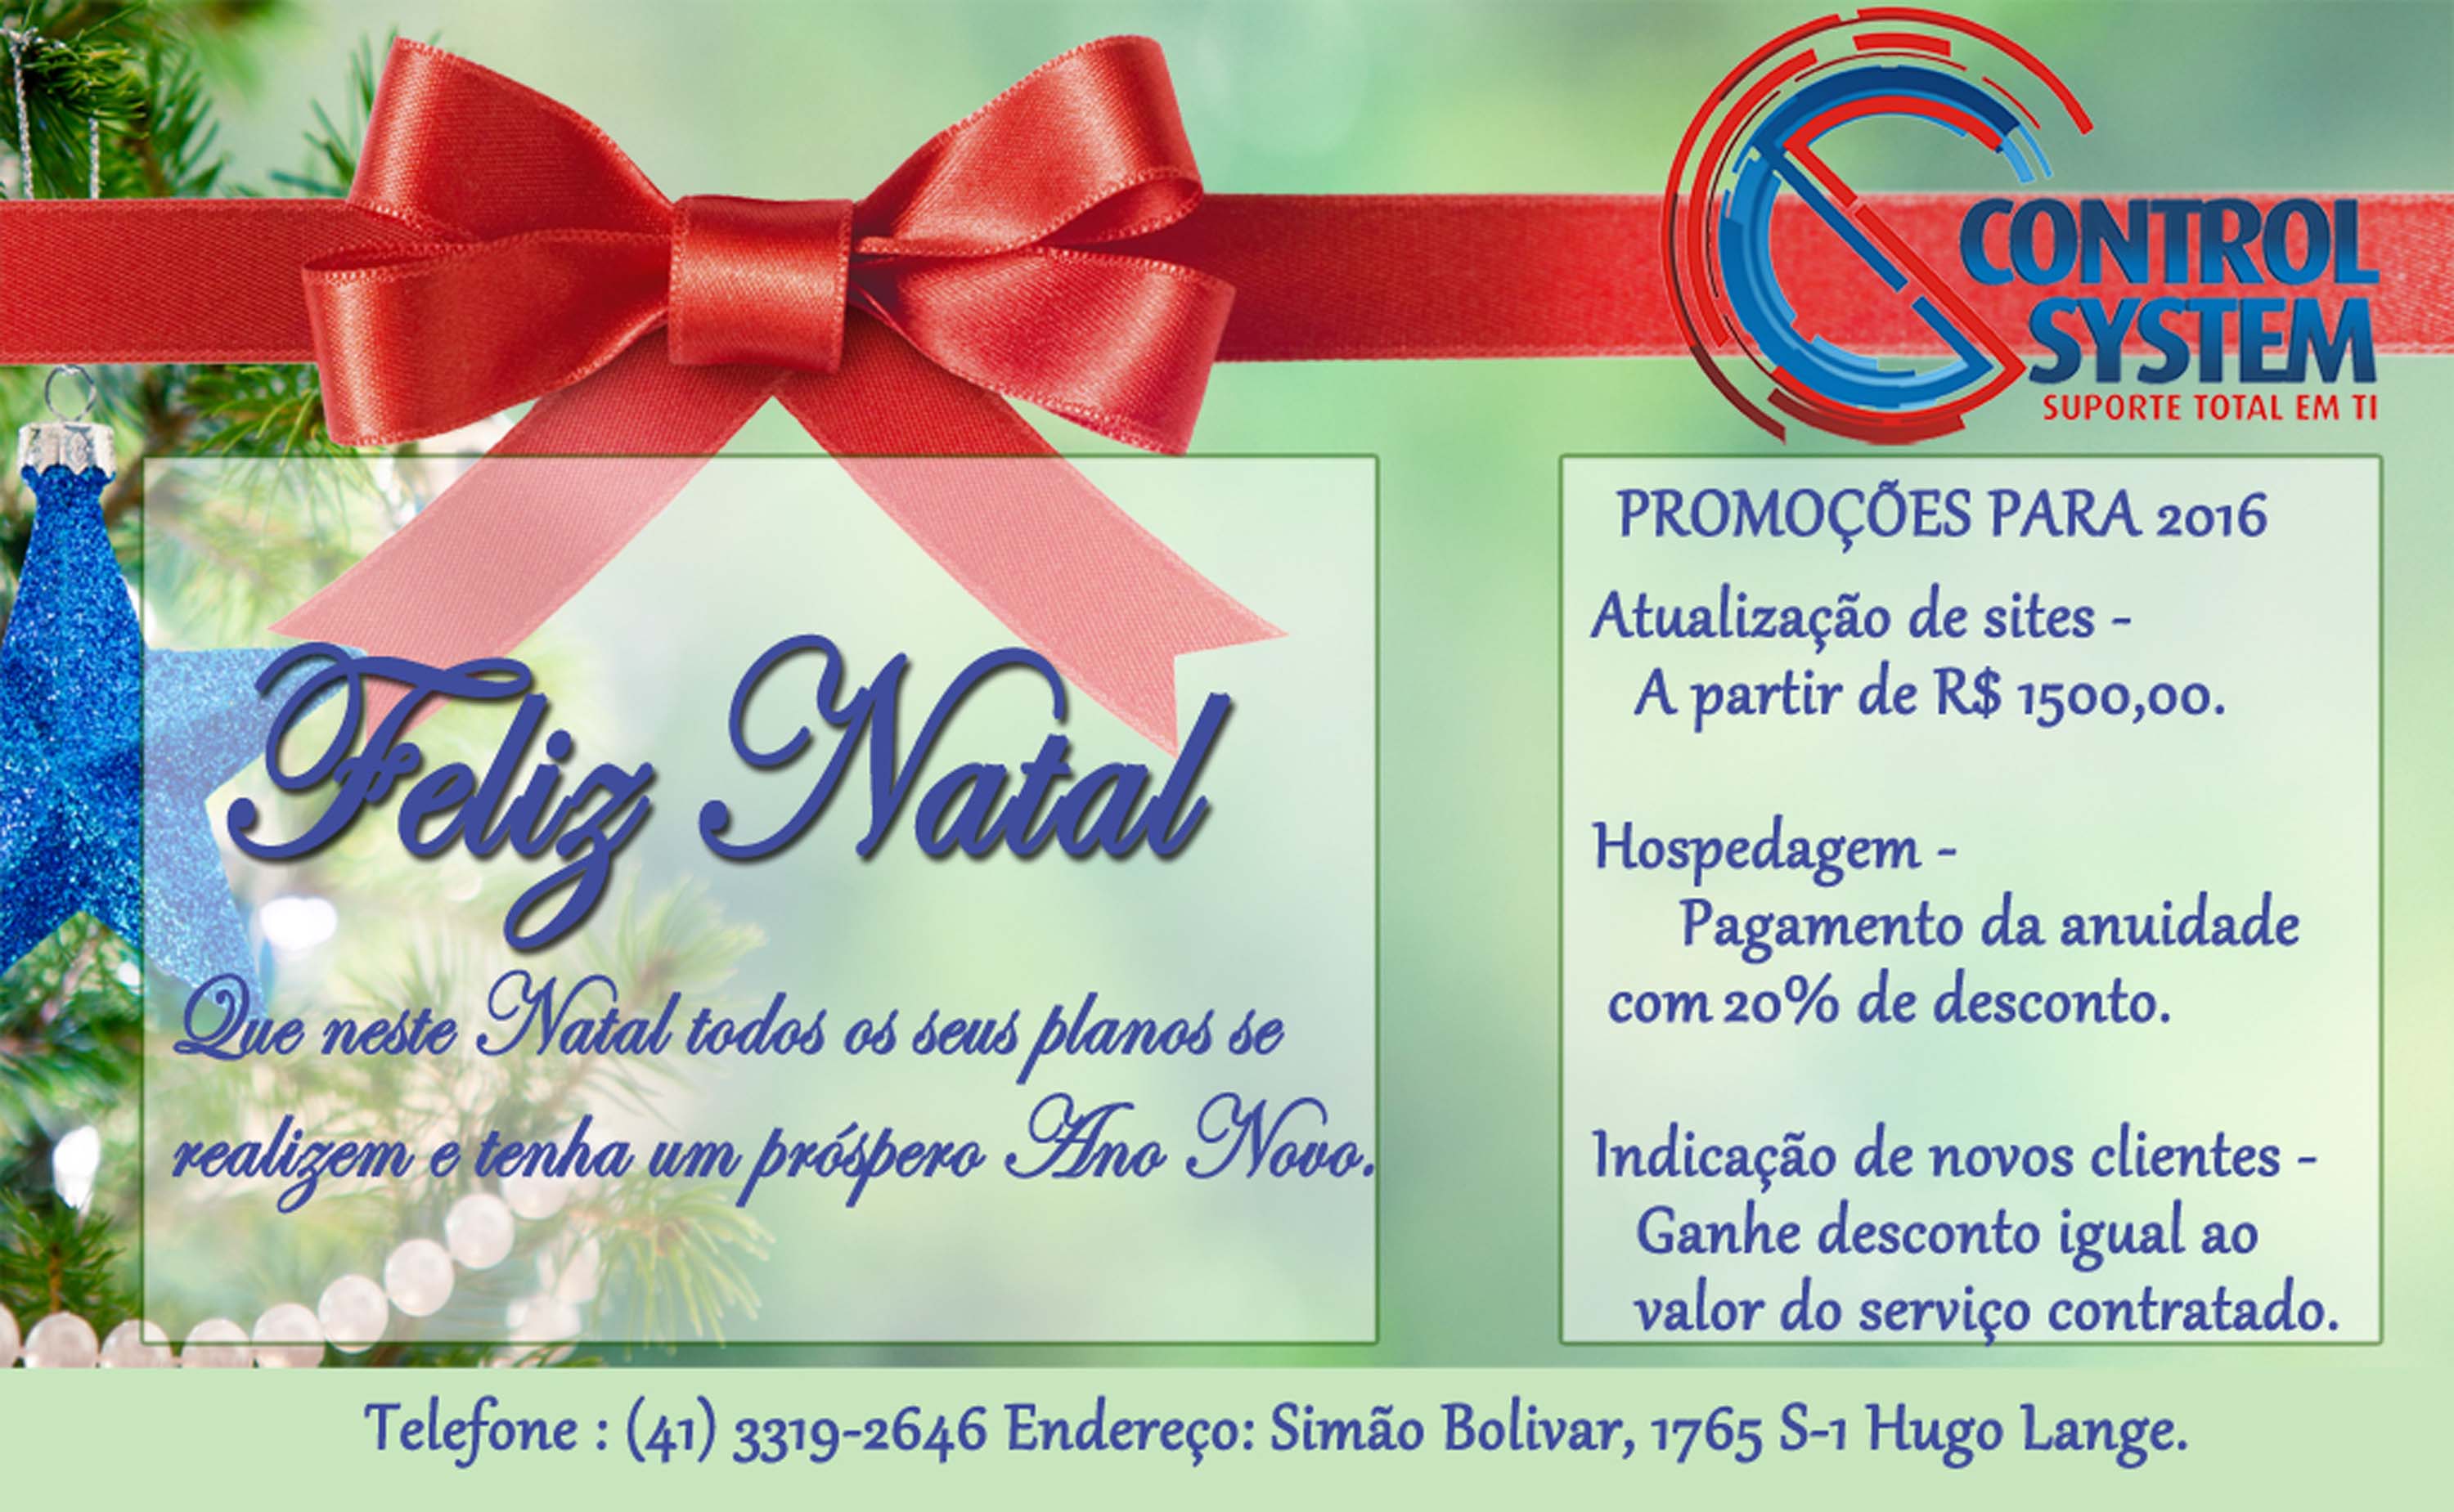 CONTROL
SYSTEM
SUPORTE TOTAL EM TI
Feliz Natal
Que neste Natal todos os seus planos se
realizem e tenha um próspero Ano Novo.
PROMOÇÕES PARA 2016
Atualização de sites -
A partir de R$ 1500,00.
Hospedagem -
Pagamento da anuidade
com 20% de desconto.
Indicação de novos clientes -
Ganhe desconto igual ao
valor do serviço contratado.
Telefone : (41) 3319-2646 Endereço: Simão Bolivar, 1765 S-1 Hugo Lange.